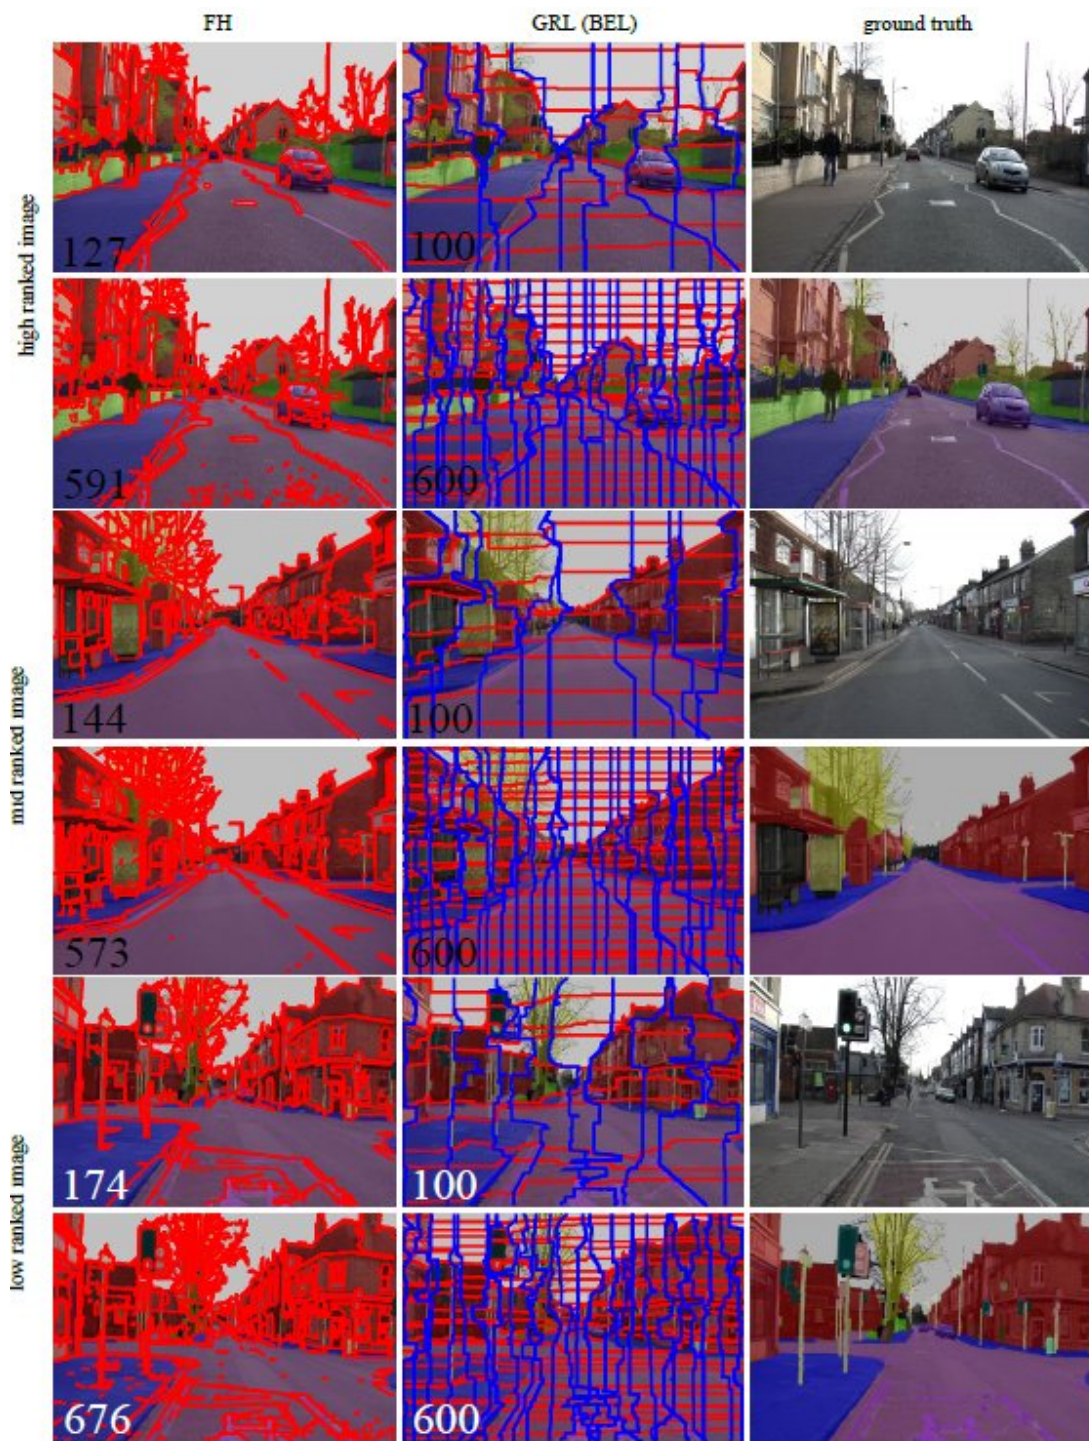 FH GRL (BEL) ground truth
high ranked image
127 100
591 600
mid ranked image
144 100
573 600
low ranked image
174 100
676 600